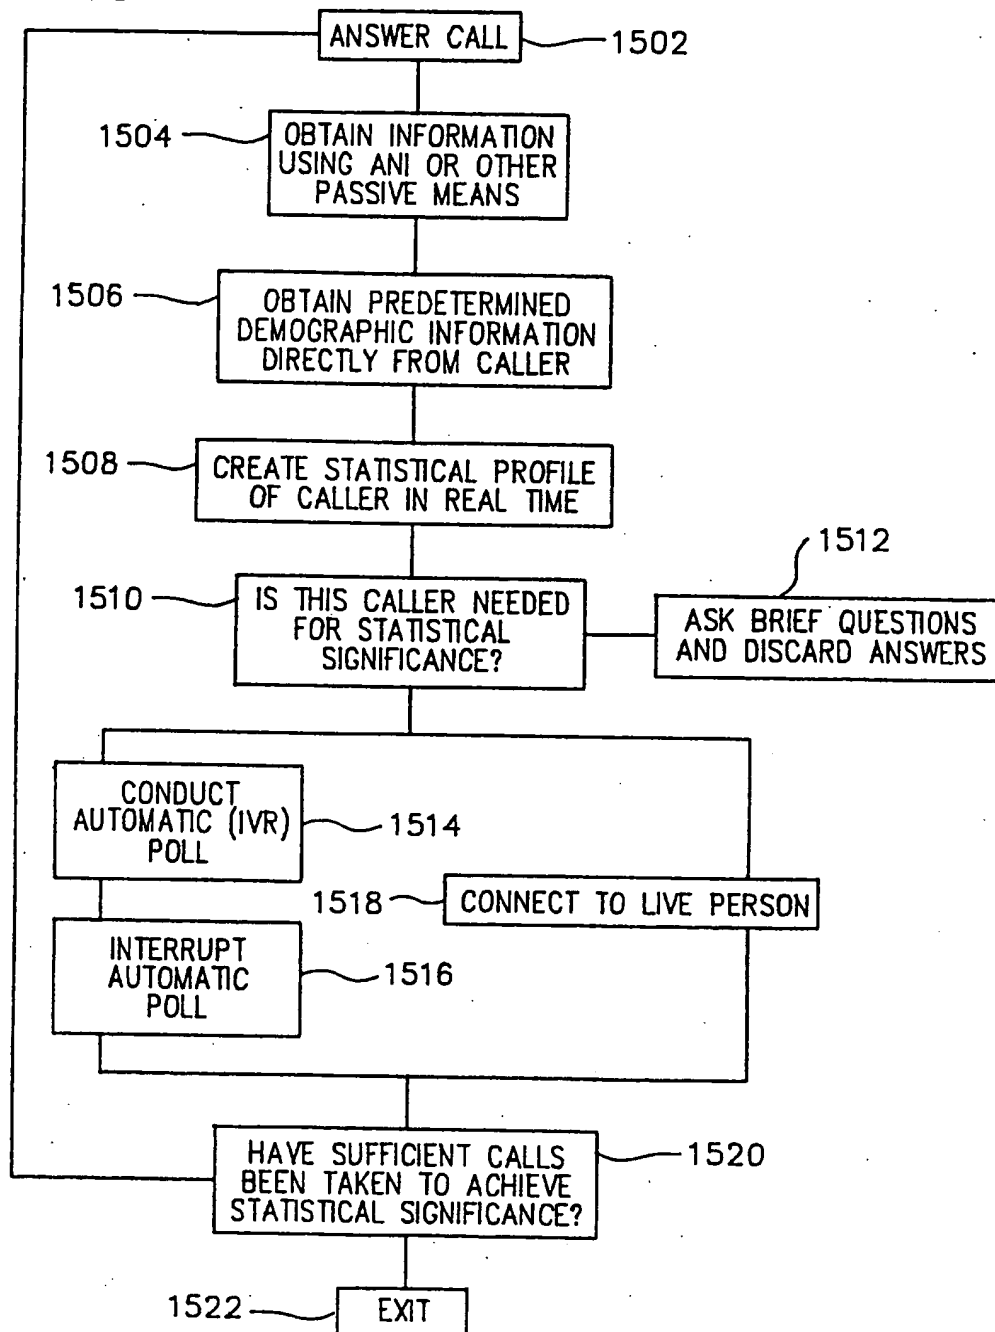 ANSWER CALL
1502
1504
OBTAIN INFORMATION
USING ANI OR OTHER
PASSIVE MEANS
1506
OBTAIN PREDETERMINED
DEMOGRAPHIC INFORMATION
DIRECTLY FROM CALLER
1508
CREATE STATISTICAL PROFILE
OF CALLER IN REAL TIME
1510
IS THIS CALLER NEEDED
FOR STATISTICAL
SIGNIFICANCE?
1512
ASK BRIEF QUESTIONS
AND DISCARD ANSWERS
CONDUCT
AUTOMATIC (IVR)
POLL
1514
1518
CONNECT TO LIVE PERSON
INTERRUPT
AUTOMATIC
POLL
1516
HAVE SUFFICIENT CALLS
BEEN TAKEN TO ACHIEVE
STATISTICAL SIGNIFICANCE?
1520
1522
EXIT